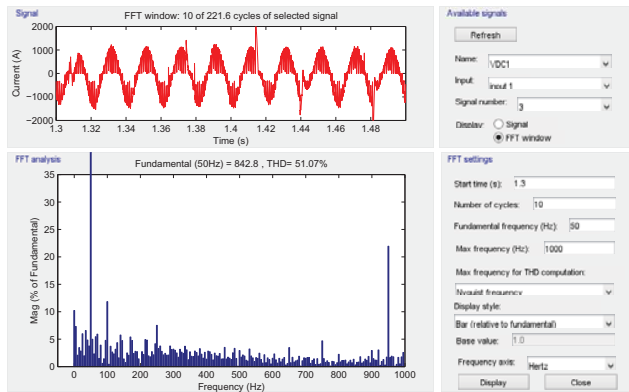 Signal
FFT window: 10 of 221.6 cycles of selected signal
2000
1000
0
−1000
−2000
Current (A)
1.3 1.32 1.34 1.36 1.38 1.4 1.42 1.44 1.46 1.48
Time (s)
FFT analysis
Fundamental (50Hz) = 842.8 , THD= 51.07%
35
30
25
20
15
10
5
0
Mag (% of Fundamental)
0 100 200 300 400 500 600 700 800 900 1000
Frequency (Hz)
Available signals
Refresh
Name: VDC1
Input: input 1
Signal number: 3
Display: Signal
FFT window
FFT settings
Start time (s): 1.3
Number of cycles: 10
Fundamental frequency (Hz): 50
Max frequency (Hz): 1000
Max frequency for THD computation:
Nyquist frequency
Display style:
Bar (relative to fundamental)
Base value: 1.0
Frequency axis: Hertz
Display Close